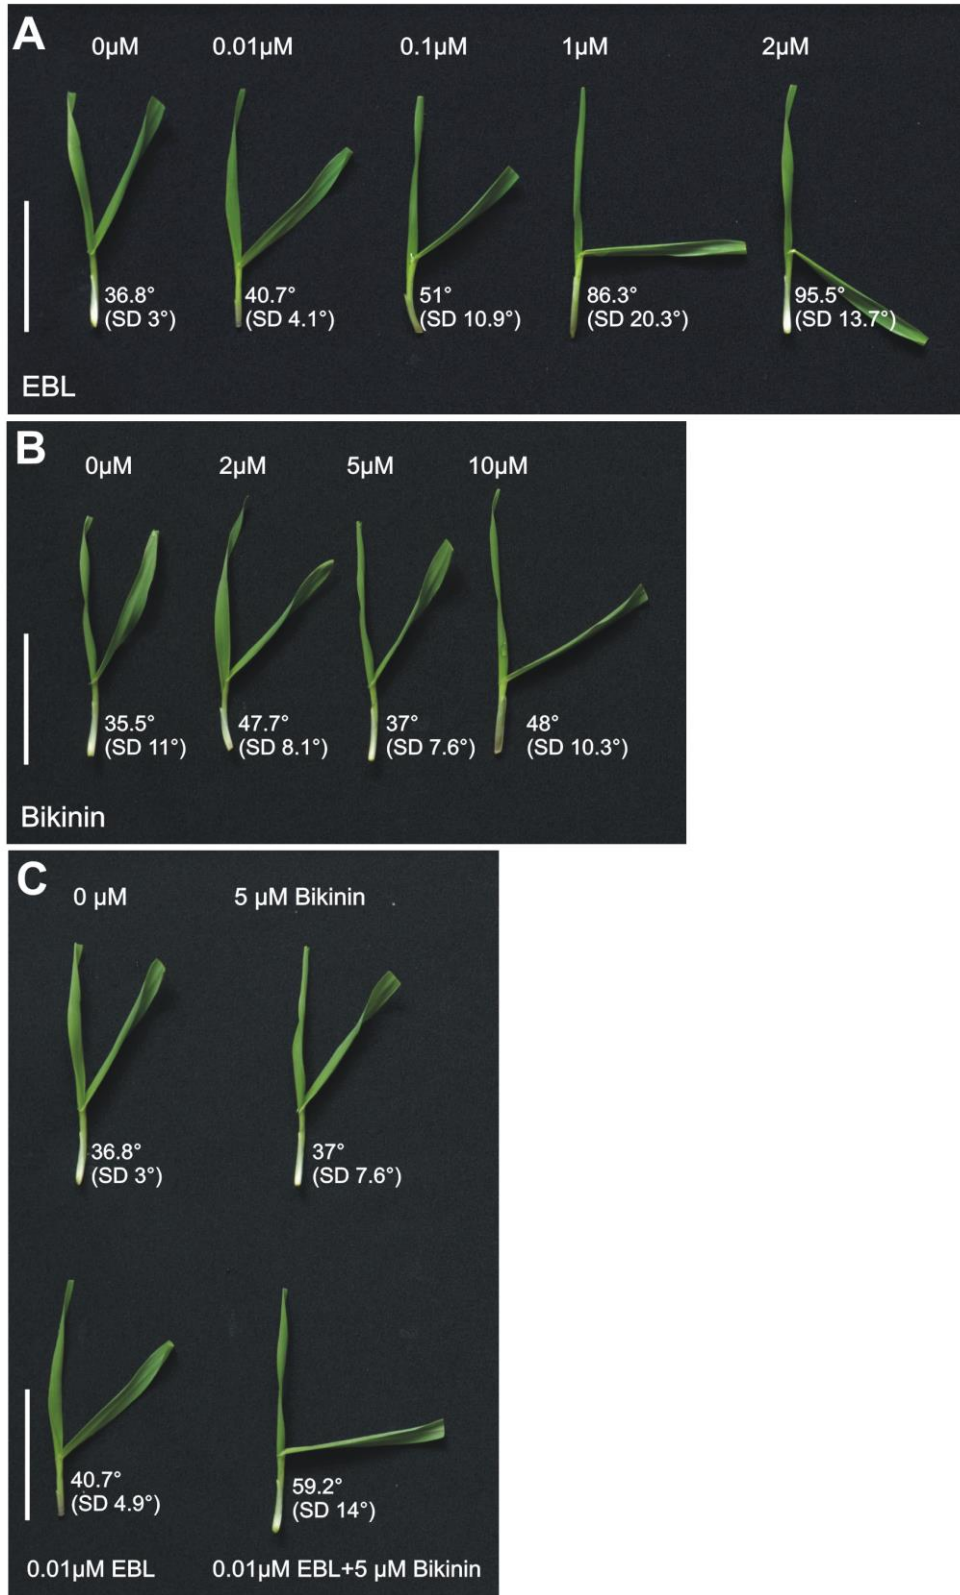 A
0µM 0.01µM 0.1µM 1µM 2µM
36.8° 40.7° 51° 86.3° 95.5°
(SD 3°) (SD 4.1°) (SD 10.9°) (SD 20.3°) (SD 13.7°)
EBL
B
0µM 2µM 5µM 10µM
35.5° 47.7° 37° 48°
(SD 11°) (SD 8.1°) (SD 7.6°) (SD 10.3°)
Bikinin
C
0 µM 5 µM Bikinin
36.8° 37°
(SD 3°) (SD 7.6°)
40.7° 59.2°
(SD 4.9°) (SD 14°)
0.01µM EBL 0.01µM EBL+5 µM Bikinin